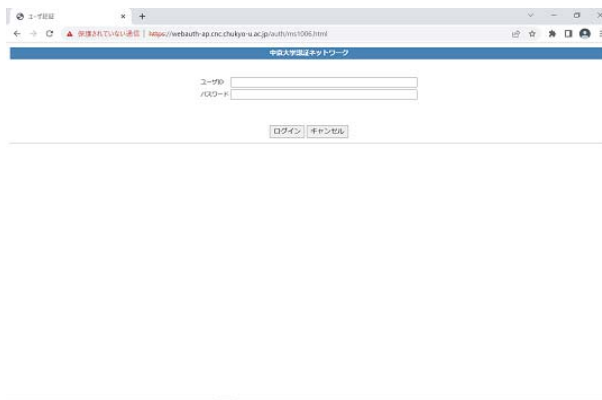 ユーザ認証
保護されていない通信 | https://webauth-ap.cnc.chukyo-u.ac.jp/auth/ms1006.html
中京大学認証ネットワーク
ユーザID
パスワード
ログイン キャンセル